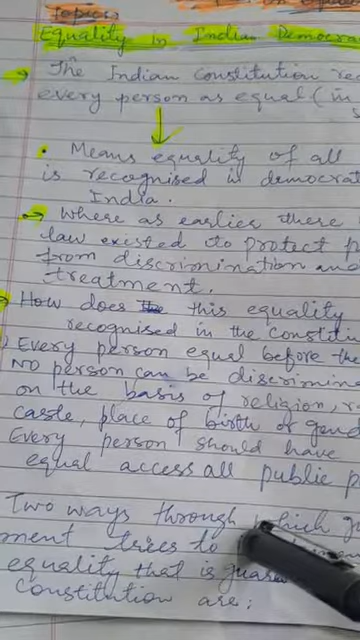 Topics
Equality in Indian Democra
The Indian Constitution rec
every person as equal (in
Means equality of all
is recognised in democrat
India.
Where as earlies there
law existed to protect p
from discrimination and
treatment.
How does this equality
recognised in the constitu
Every person equal before the
No person can be discrimin
on the basis of religion, r
caste, place of birth or gend
Every person should have
equal access all public p
Two ways through which g
ment tries to
equality that is guara
Constitution are: